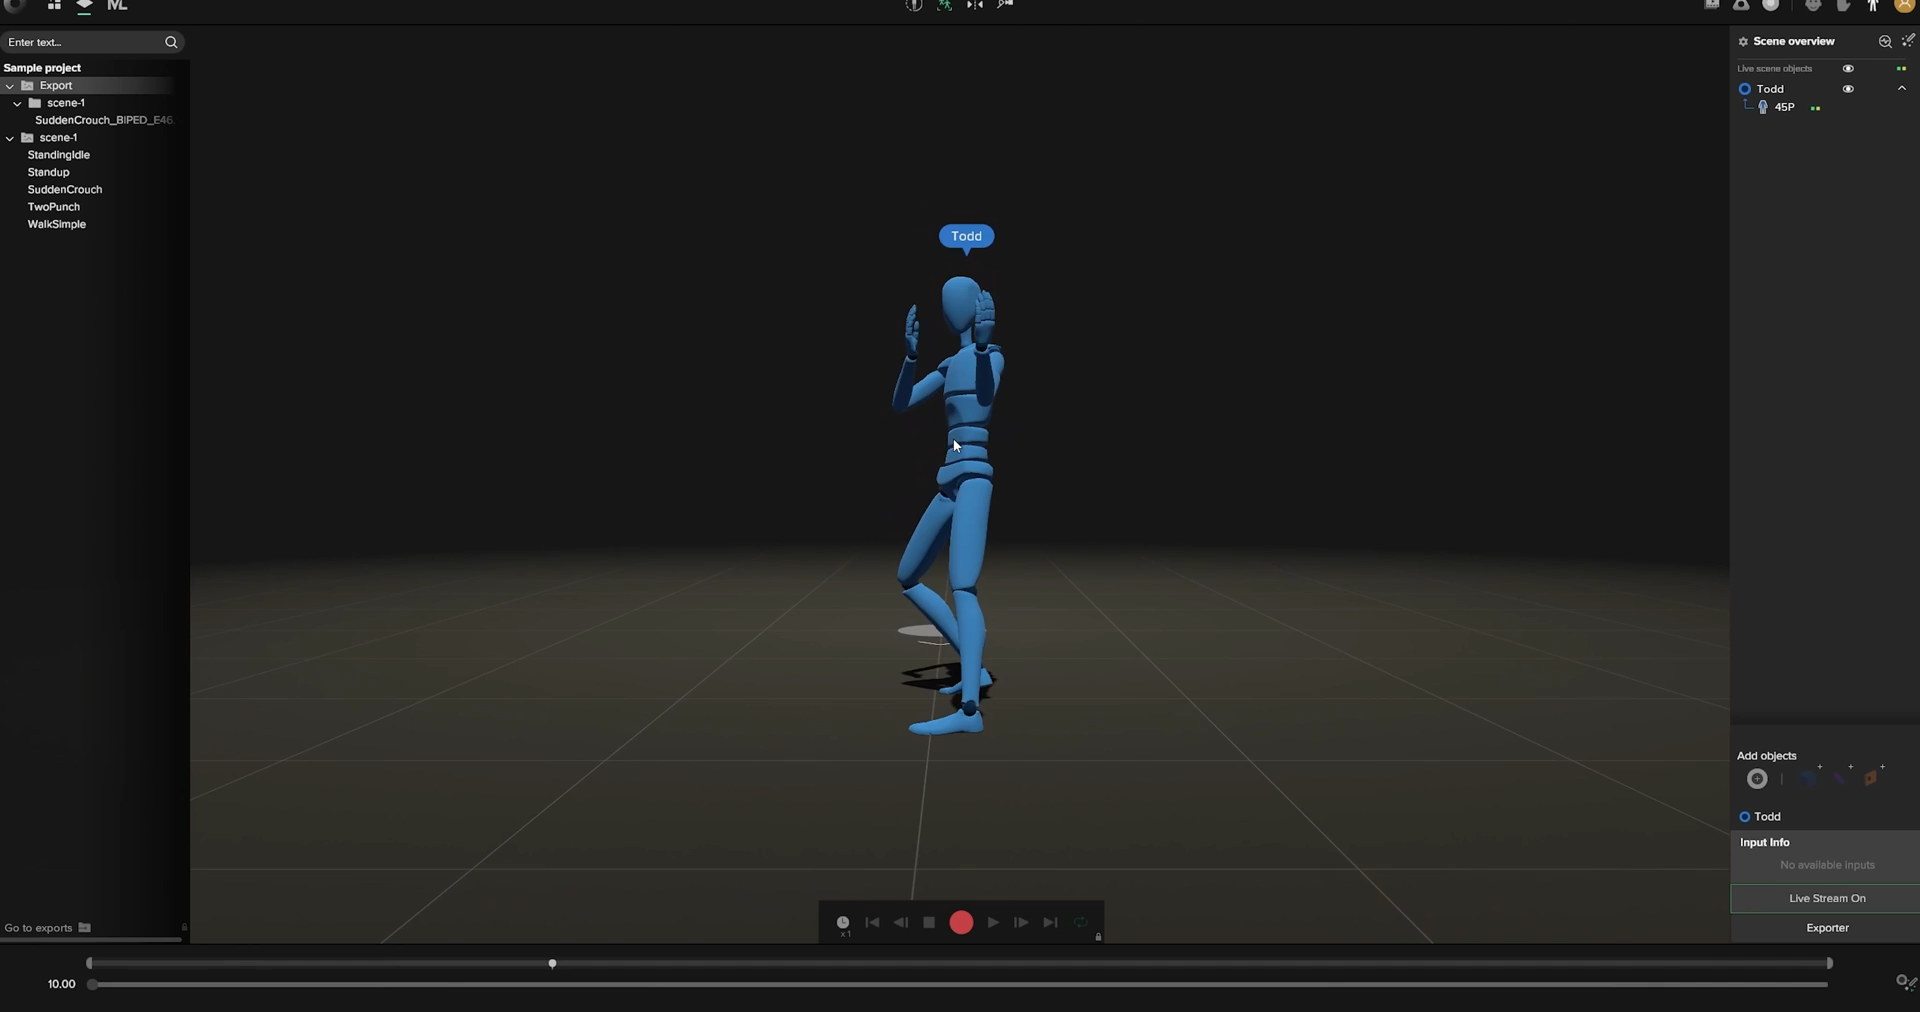 ML
Enter text...
Sample project
Export
scene-1
SuddenCrouch_BIPED_E46.
scene-1
StandingIdle
Standup
SuddenCrouch
TwoPunch
WalkSimple
Go to exports
Todd
x1
10.00
Scene overview
Live scene objects
Todd
45P
Add objects
Todd
Input Info
No available inputs
Live Stream On
Exporter